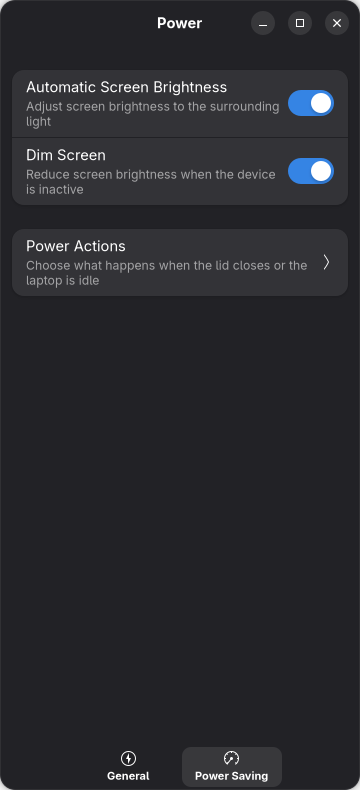 Power
Automatic Screen Brightness
Adjust screen brightness to the surrounding
light
Dim Screen
Reduce screen brightness when the device
is inactive
Power Actions
Choose what happens when the lid closes or the
laptop is idle
General
Power Saving